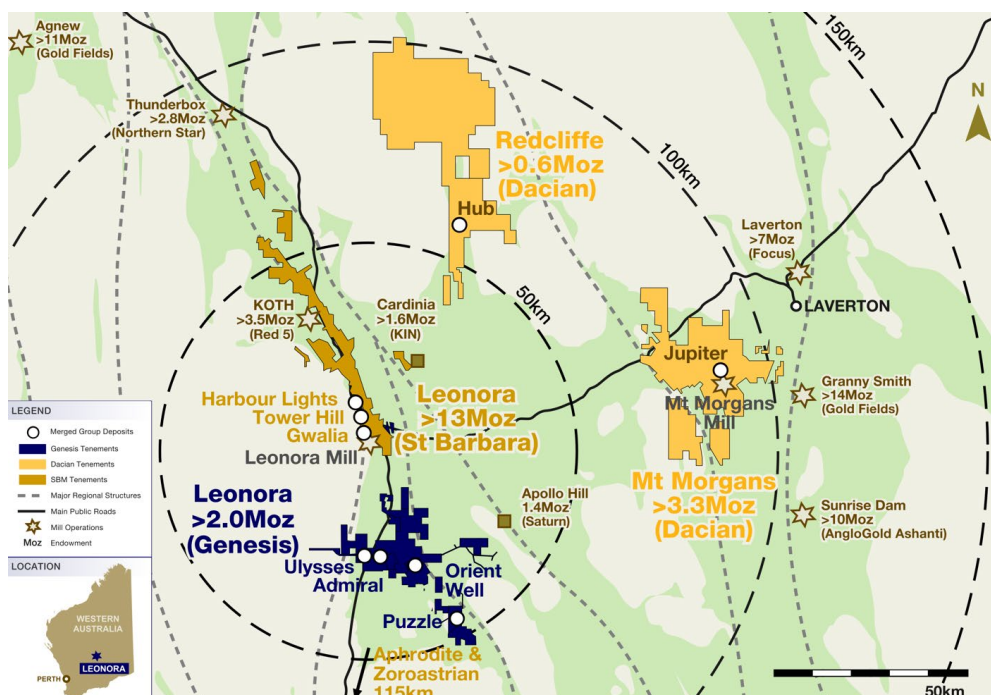 Agnew
>11Moz
(Gold Fields)
Thunderbox
>2.8Moz
(Northern Star)
150km
100km
50km
N
Redcliffe
>0.6Moz
(Dacian)
Hub
Laverton
>7Moz
(Focus)
LAVERTON
KOTH
>3.5Moz
(Red 5)
Cardinia
>1.6Moz
(KIN)
Jupiter
Mt Morgans
Mill
Granny Smith
>14Moz
(Gold Fields)
Harbour Lights
Tower Hill
Gwalia
Leonora Mill
Leonora
>13Moz
(St Barbara)
Mt Morgans
>3.3Moz
(Dacian)
Leonora
>2.0Moz
(Genesis)
Apollo Hill
1.4Moz
(Saturn)
Sunrise Dam
>10Moz
(AngloGold Ashanti)
Ulysses
Admiral
Orient
Well
Puzzle
Aphrodite &
Zoroastrian
115km
50km
LEGEND
Merged Group Deposits
Genesis Tenements
Dacian Tenements
SBM Tenements
Major Regional Structures
Main Public Roads
Mill Operations
Moz Endowment
LOCATION
WESTERN
AUSTRALIA
LEONORA
PERTH